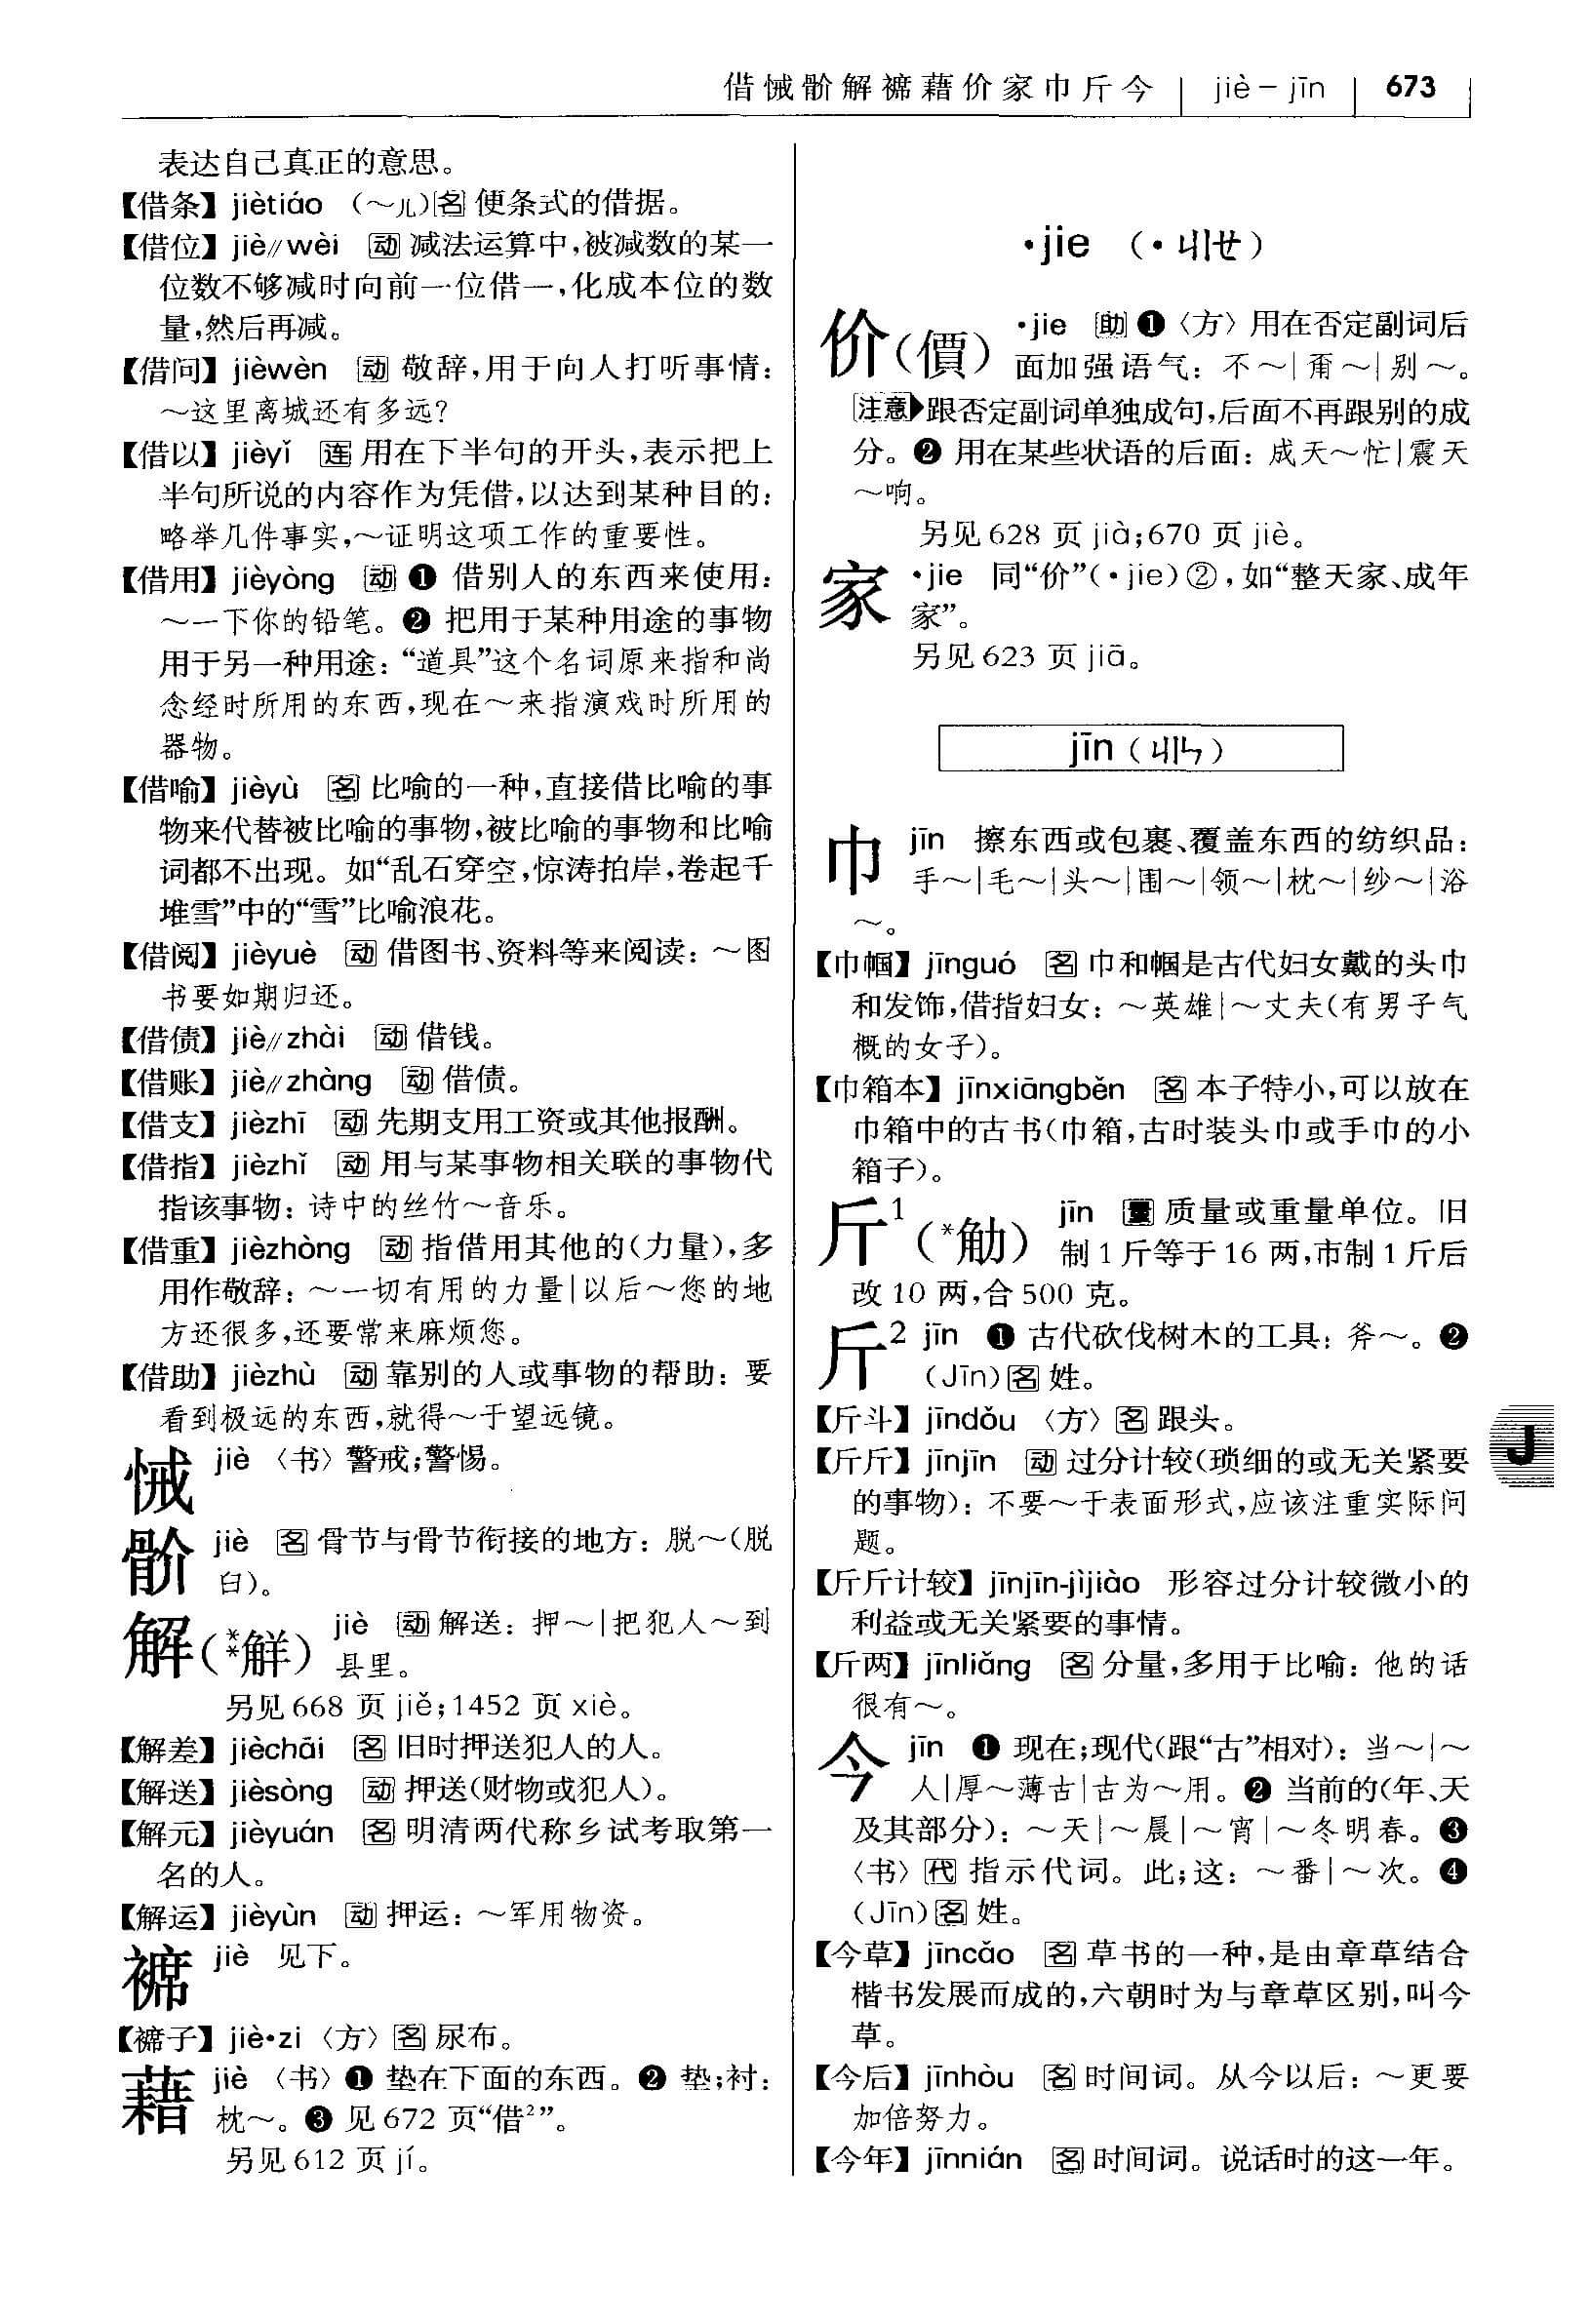 借悈骱解褯藉价家巾斤今 jiè－jīn 673
表达自己真正的意思。
【借条】 jiètiáo （～儿）名 便条式的借据。
【借位】 jiè∥wèi 动 减法运算中，被减数的某一
位数不够减时向前一位借一，化成本位的数
量，然后再减。
【借问】 jièwèn 动 敬辞，用于向人打听事情：
～这里离城还有多远？
【借以】 jièyǐ 连 用在下半句的开头，表示把上
半句所说的内容作为凭借，以达到某种目的：
略举几件事实，～证明这项工作的重要性。
【借用】 jièyòng 动 ❶ 借别人的东西来使用：
～一下你的铅笔。❷ 把用于某种用途的事物
用于另一种用途：“道具”这个名词原来指和尚
念经时所用的东西，现在～来指演戏时所用的
器物。
【借喻】 jièyù 名 比喻的一种，直接借比喻的事
物来代替被比喻的事物，被比喻的事物和比喻
词都不出现。如“乱石穿空，惊涛拍岸，卷起千
堆雪”中的“雪”比喻浪花。
【借阅】 jièyuè 动 借图书、资料等来阅读：～图
书要如期归还。
【借债】 jiè∥zhài 动 借钱。
【借账】 jiè∥zhàng 动 借债。
【借支】 jièzhī 动 先期支用工资或其他报酬。
【借指】 jièzhǐ 动 用与某事物相关联的事物代
指该事物：诗中的丝竹～音乐。
【借重】 jièzhòng 动 指借用其他的（力量），多
用作敬辞：～一切有用的力量|以后～您的地
方还很多，还要常来麻烦您。
【借助】 jièzhù 动 靠别的人或事物的帮助：要
看到极远的东西，就得～于望远镜。
悈 jiè 〈书〉警戒；警惕。
骱 jiè 名 骨节与骨节衔接的地方：脱～（脱
臼）。
解（**觧） jiè 动 解送：押～|把犯人～到
县里。
另见 668 页 jiě；1452 页 xiè。
【解差】 jièchāi 名 旧时押送犯人的人。
【解送】 jièsòng 动 押送（财物或犯人）。
【解元】 jièyuán 名 明清两代称乡试考取第一
名的人。
【解运】 jièyùn 动 押运：～军用物资。
褯 jiè 见下。
【褯子】 jiè•zi 〈方〉名 尿布。
藉 jiè 〈书〉❶ 垫在下面的东西。❷ 垫；衬：
枕～。❸ 见 672 页“借²”。
另见 612 页 jí。
•jie （•ㄐㄧㄝ）
价（價） •jie 助 ❶〈方〉用在否定副词后
面加强语气：不～|甭～|别～。
注意▶跟否定副词单独成句，后面不再跟别的成
分。❷ 用在某些状语的后面：成天～忙|震天
～响。
另见 628 页 jià；670 页 jiè。
家 •jie 同“价”（•jie）②，如“整天家、成年
家”。
另见 623 页 jiā。
jīn（ㄐㄧㄣ）
巾 jīn 擦东西或包裹、覆盖东西的纺织品：
手～|毛～|头～|围～|领～|枕～|纱～|浴
～。
【巾帼】 jīnguó 名 巾和帼是古代妇女戴的头巾
和发饰，借指妇女：～英雄|～丈夫（有男子气
概的女子）。
【巾箱本】 jīnxiāngběn 名 本子特小，可以放在
巾箱中的古书（巾箱，古时装头巾或手巾的小
箱子）。
斤¹（*觔） jīn 量 质量或重量单位。旧
制 1 斤等于 16 两，市制 1 斤后
改 10 两，合 500 克。
斤² jīn ❶ 古代砍伐树木的工具：斧～。❷
（Jīn）名 姓。
【斤斗】 jīndǒu 〈方〉名 跟头。
【斤斤】 jīnjīn 动 过分计较（琐细的或无关紧要
的事物）：不要～于表面形式，应该注重实际问
题。
【斤斤计较】 jīnjīn-jìjiào 形容过分计较微小的
利益或无关紧要的事情。
【斤两】 jīnliǎng 名 分量，多用于比喻：他的话
很有～。
今 jīn ❶ 现在；现代（跟“古”相对）：当～|～
人|厚～薄古|古为～用。❷ 当前的（年、天
及其部分）：～天|～晨|～宵|～冬明春。❸
〈书〉代 指示代词。此；这：～番|～次。❹
（Jīn）名 姓。
【今草】 jīncǎo 名 草书的一种，是由章草结合
楷书发展而成的，六朝时为与章草区别，叫今
草。
【今后】 jīnhòu 名 时间词。从今以后：～更要
加倍努力。
【今年】 jīnnián 名 时间词。说话时的这一年。
J